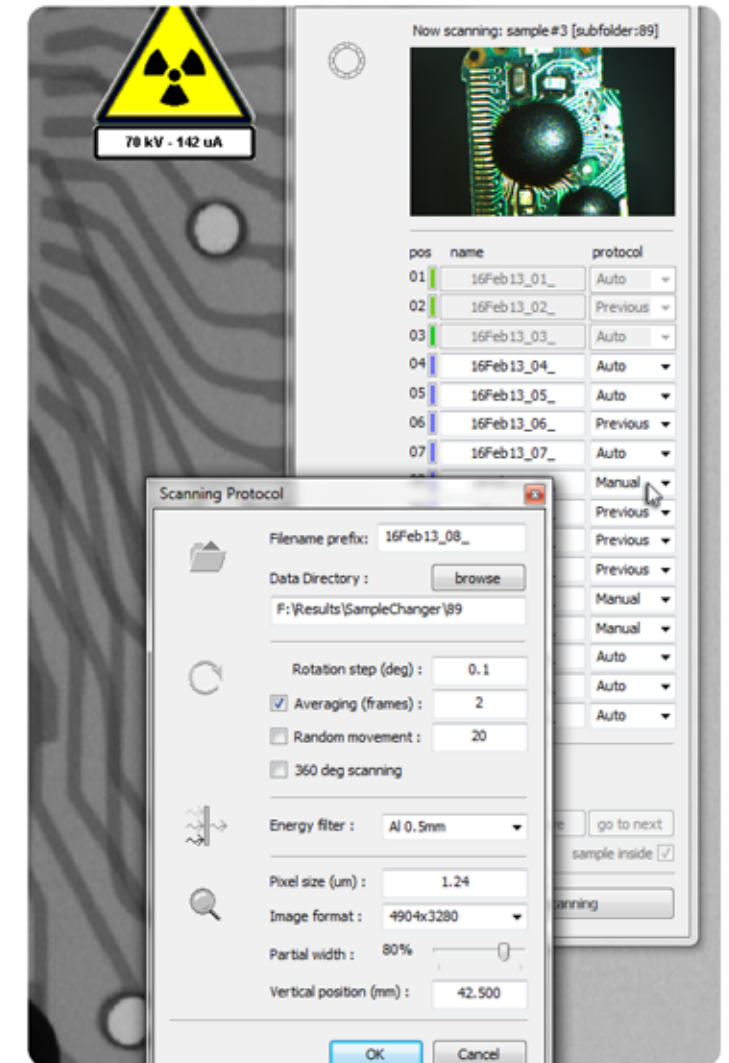 Now scanning: sample #3 [subfolder:89]
70 kV - 142 uA
pos name protocol
01 16Feb13_01_ Auto
02 16Feb13_02_ Previous
03 16Feb13_03_ Auto
04 16Feb13_04_ Auto
05 16Feb13_05_ Auto
06 16Feb13_06_ Previous
07 16Feb13_07_ Auto
Manual
Previous
Previous
Previous
Manual
Manual
Auto
Auto
Auto
go to next
sample inside
Scanning Protocol
Filename prefix: 16Feb13_08_
Data Directory : browse
F:\Results\SampleChanger\89
Rotation step (deg) : 0.1
Averaging (frames) : 2
Random movement : 20
360 deg scanning
Energy filter : Al 0.5mm
Pixel size (um) : 1.24
Image format : 4904x3280
Partial width : 80%
Vertical position (mm) : 42.500
OK Cancel